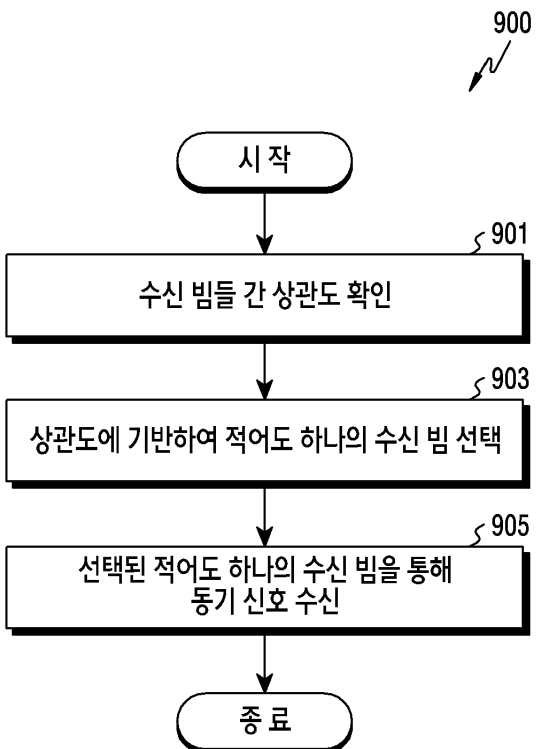 900
시 작
901
수신 빔들 간 상관도 확인
903
상관도에 기반하여 적어도 하나의 수신 빔 선택
905
선택된 적어도 하나의 수신 빔을 통해
동기 신호 수신
종 료